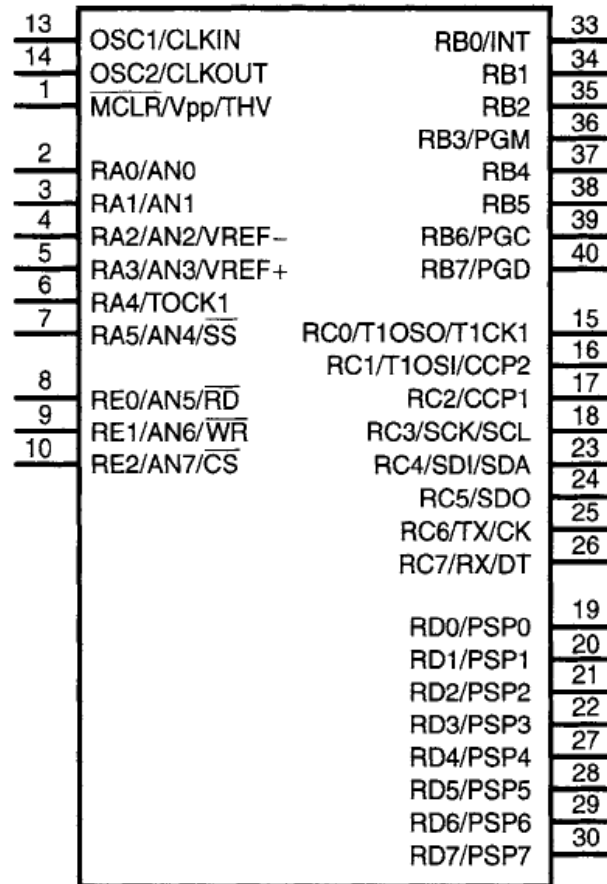 13 OSC1/CLKIN
14 OSC2/CLKOUT
1 MCLR/Vpp/THV
2 RA0/AN0
3 RA1/AN1
4 RA2/AN2/VREF−
5 RA3/AN3/VREF+
6 RA4/TOCK1
7 RA5/AN4/SS
8 RE0/AN5/RD
9 RE1/AN6/WR
10 RE2/AN7/CS
RB0/INT 33
RB1 34
RB2 35
RB3/PGM 36
RB4 37
RB5 38
RB6/PGC 39
RB7/PGD 40
RC0/T1OSO/T1CK1 15
RC1/T1OSI/CCP2 16
RC2/CCP1 17
RC3/SCK/SCL 18
RC4/SDI/SDA 23
RC5/SDO 24
RC6/TX/CK 25
RC7/RX/DT 26
RD0/PSP0 19
RD1/PSP1 20
RD2/PSP2 21
RD3/PSP3 22
RD4/PSP4 27
RD5/PSP5 28
RD6/PSP6 29
RD7/PSP7 30